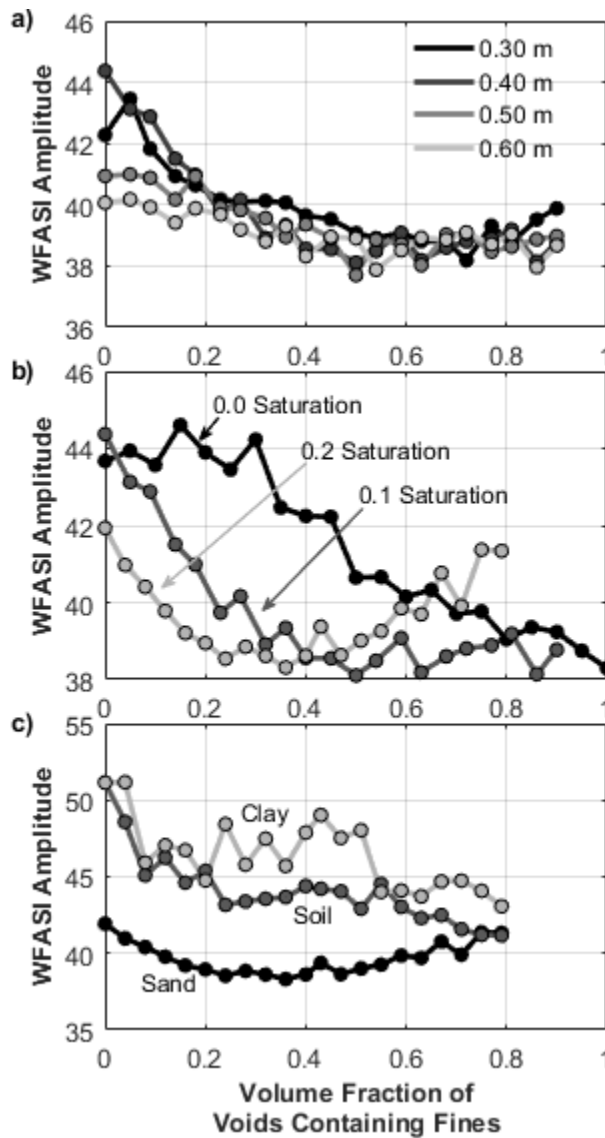 a)
46
44
42
40
38
36
WFASI Amplitude
0.30 m
0.40 m
0.50 m
0.60 m
0
0.2
0.4
0.6
0.8
1
b)
46
44
42
40
38
WFASI Amplitude
0.0 Saturation
0.2 Saturation
0.1 Saturation
0
0.2
0.4
0.6
0.8
1
c)
55
50
45
40
35
WFASI Amplitude
Clay
Soil
Sand
0
0.2
0.4
0.6
0.8
1
Volume Fraction of
Voids Containing Fines